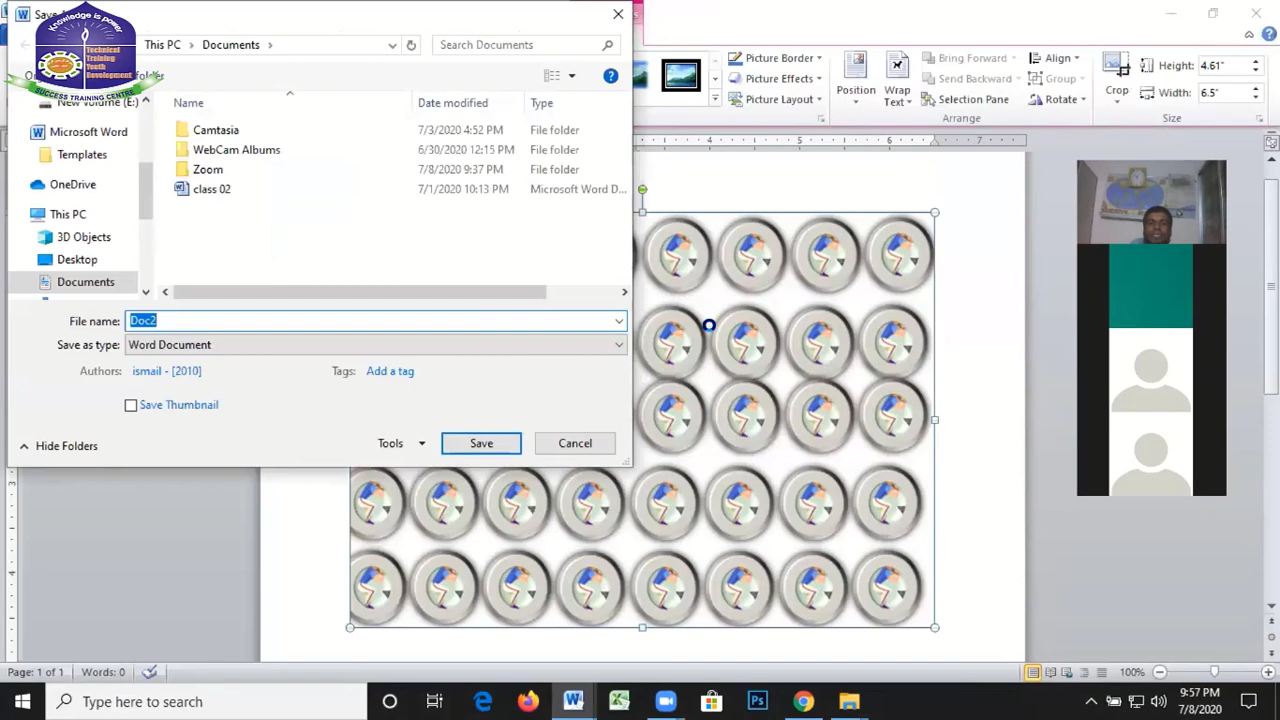 Knowledge is power
Technical
Training
Youth
Development
SUCCESS TRAINING CENTRE
This PC
Documents
Search Documents
Name
Date modified
Type
Camtasia
7/3/2020 4:52 PM
File folder
WebCam Albums
6/30/2020 12:15 PM
File folder
Zoom
7/8/2020 9:37 PM
File folder
class 02
7/1/2020 10:13 PM
Microsoft Word D...
New Volume (E:)
Microsoft Word
Templates
OneDrive
This PC
3D Objects
Desktop
Documents
File name: Doc2
Save as type: Word Document
Authors: ismail - [2010]
Tags: Add a tag
Save Thumbnail
Hide Folders
Tools
Save
Cancel
Picture Border
Picture Effects
Picture Layout
Position
Wrap
Text
Bring Forward
Send Backward
Selection Pane
Align
Group
Rotate
Arrange
Crop
Height: 4.61"
Width: 6.5"
Size
4 5 6 7
Page: 1 of 1
Words: 0
100%
Type here to search
9:57 PM
7/8/2020